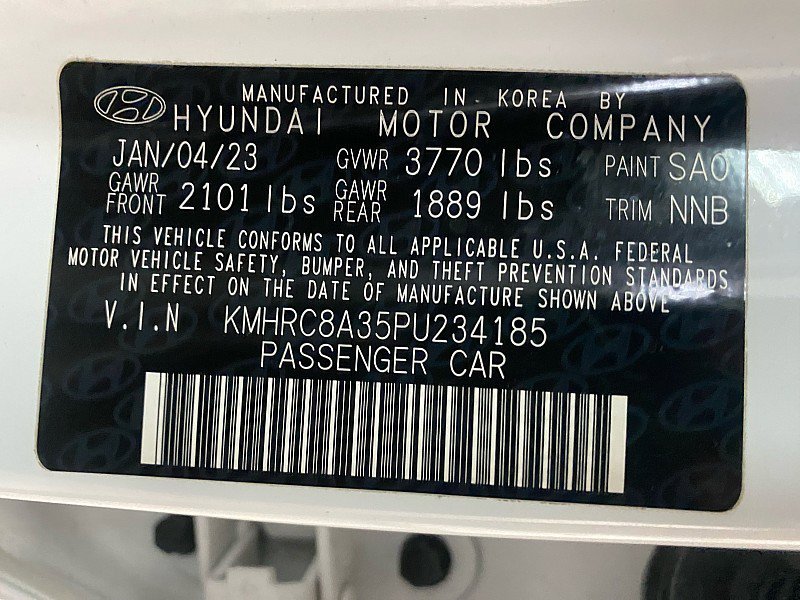 MANUFACTURED IN KOREA BY
HYUNDAI MOTOR COMPANY
JAN/04/23 GVWR 3770 lbs PAINT SAO
GAWR FRONT 2101 lbs GAWR REAR 1889 lbs TRIM NNB
THIS VEHICLE CONFORMS TO ALL APPLICABLE U.S.A. FEDERAL
MOTOR VEHICLE SAFETY, BUMPER, AND THEFT PREVENTION STANDARDS
IN EFFECT ON THE DATE OF MANUFACTURE SHOWN ABOVE
V.I.N KMHRC8A35PU234185
PASSENGER CAR